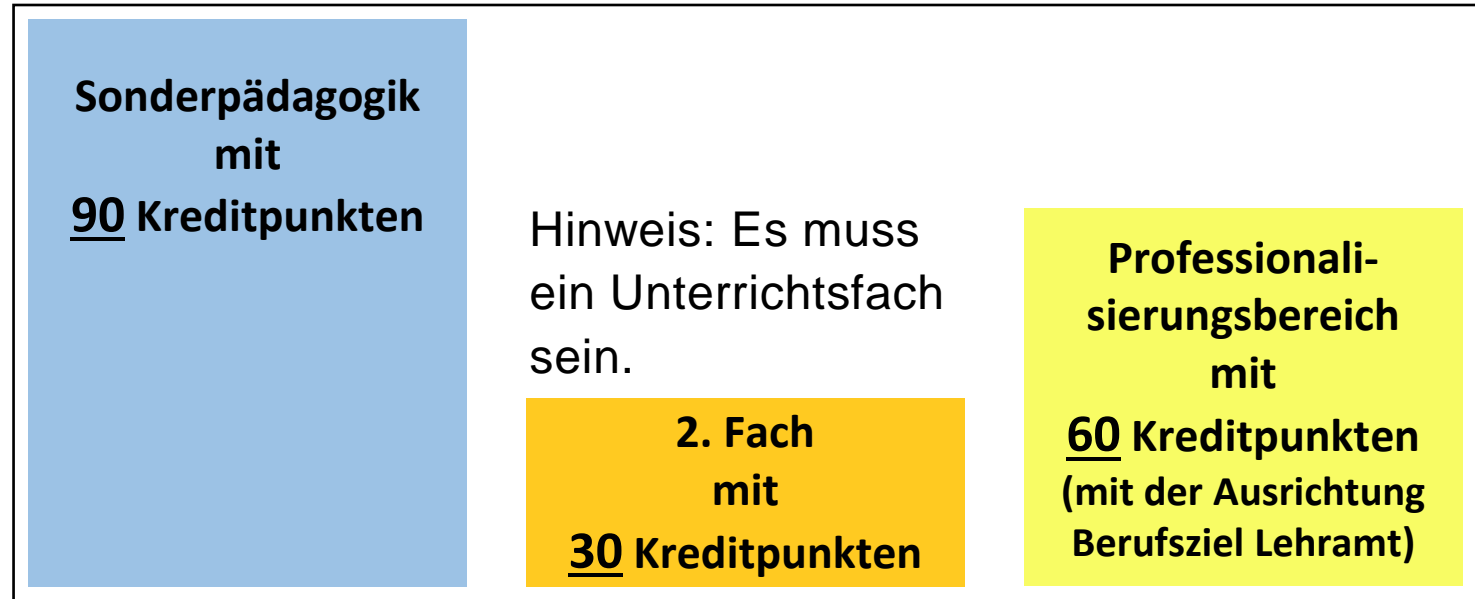 Sonderpädagogik
mit
90 Kreditpunkten
Hinweis: Es muss
ein Unterrichtsfach
sein.
2. Fach
mit
30 Kreditpunkten
Professionali-
sierungsbereich
mit
60 Kreditpunkten
(mit der Ausrichtung
Berufsziel Lehramt)